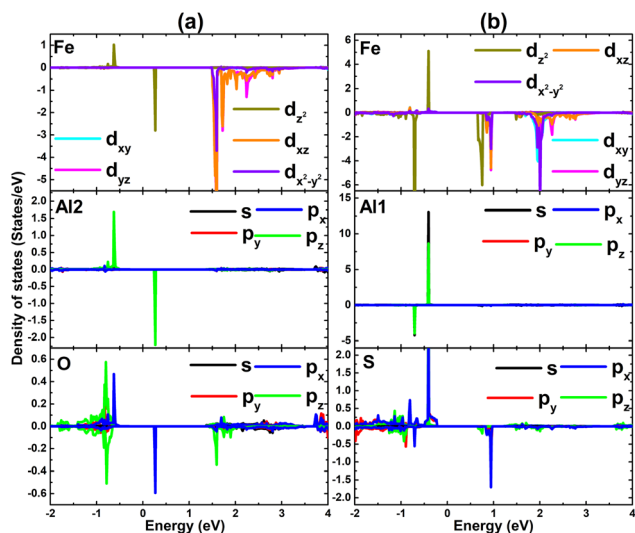 (a)
(b)
Density of states (States/eV)
Fe
d_z²
d_xy
d_xz
d_yz
d_x²-y²
1
0
-1
-2
-3
-4
-5
Al2
s
p_x
p_y
p_z
2.0
1.5
1.0
0.5
0.0
-0.5
-1.0
-1.5
-2.0
O
s
p_x
p_y
p_z
0.6
0.4
0.2
0.0
-0.2
-0.4
-0.6
-2 -1 0 1 2 3 4
Energy (eV)
Fe
d_z²
d_xz
d_x²-y²
d_xy
d_yz
6
4
2
0
-2
-4
-6
Al1
s
p_x
p_y
p_z
15
10
5
0
-5
S
s
p_x
p_y
p_z
2.0
1.5
1.0
0.5
0.0
-0.5
-1.0
-1.5
-2.0
-2 -1 0 1 2 3 4
Energy (eV)